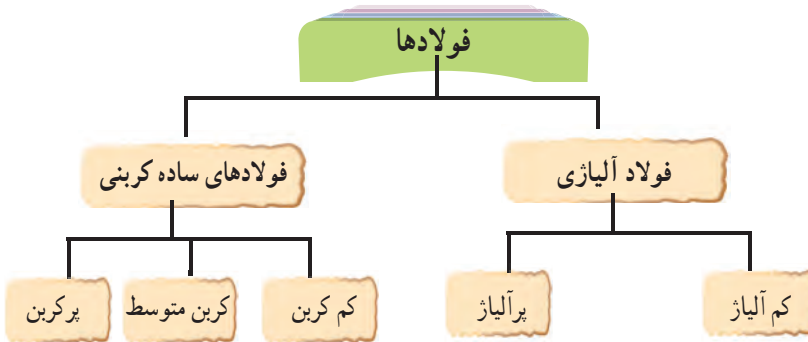 فولادها
فولاد آلیاژی
فولادهای ساده کربنی
کم آلیاژ
پرآلیاژ
کم کربن
کربن متوسط
پرکربن